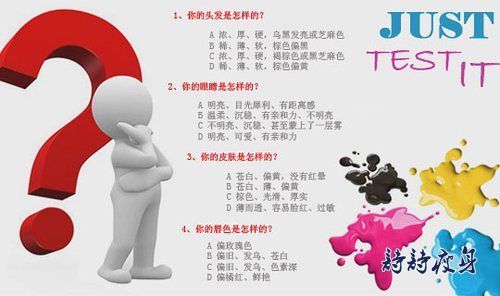 1、你的头发是怎样的？
A 浓、厚、硬，乌黑发亮或芝麻色
B 稀、薄、软，棕色偏黑
C 浓、厚、硬，褐棕色或黑芝麻色
D 稀、薄、软，棕色偏黄
2、你的眼睛是怎样的？
A 明亮、目光犀利、有距离感
B 温柔、沉稳、有亲和力、不明亮
C 不明亮、沉稳、甚至蒙上了一层雾
D 明亮、可爱、有亲和力
3、你的皮肤是怎样的？
A 苍白、偏黄，没有红晕
B 苍白、薄、偏黄
C 棕色、光滑、厚实
D 薄而透、容易脸红、过敏
4、你的唇色是怎样的？
A 偏玫瑰色
B 偏旧、发乌、苍白
C 偏旧、发乌、色素深
D 偏橘红、鲜艳
JUST
TEST IT
詩詩瘦身